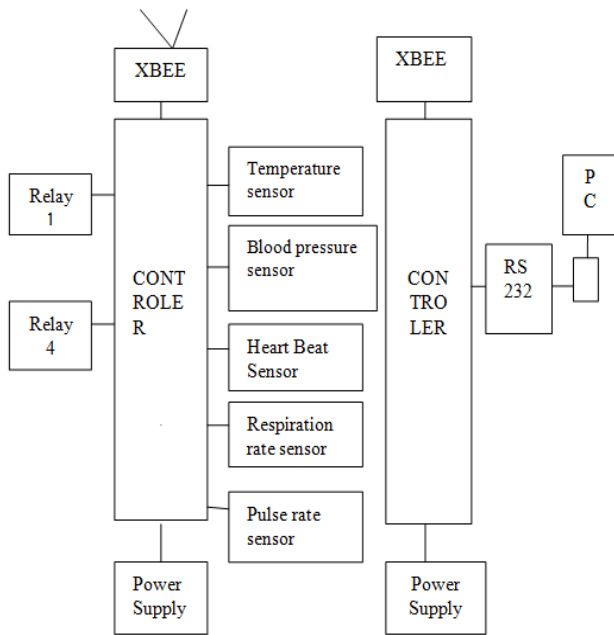 XBEE
Relay
1
Relay
4
CONT
ROLE
R
Temperature
sensor
Blood pressure
sensor
Heart Beat
Sensor
Respiration
rate sensor
Pulse rate
sensor
Power
Supply
XBEE
CON
TRO
LER
RS
232
P
C
Power
Supply